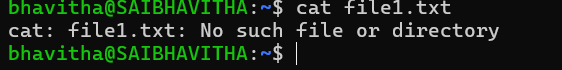 bhavitha@SAIBHAVITHA:~$ cat file1.txt
cat: file1.txt: No such file or directory
bhavitha@SAIBHAVITHA:~$